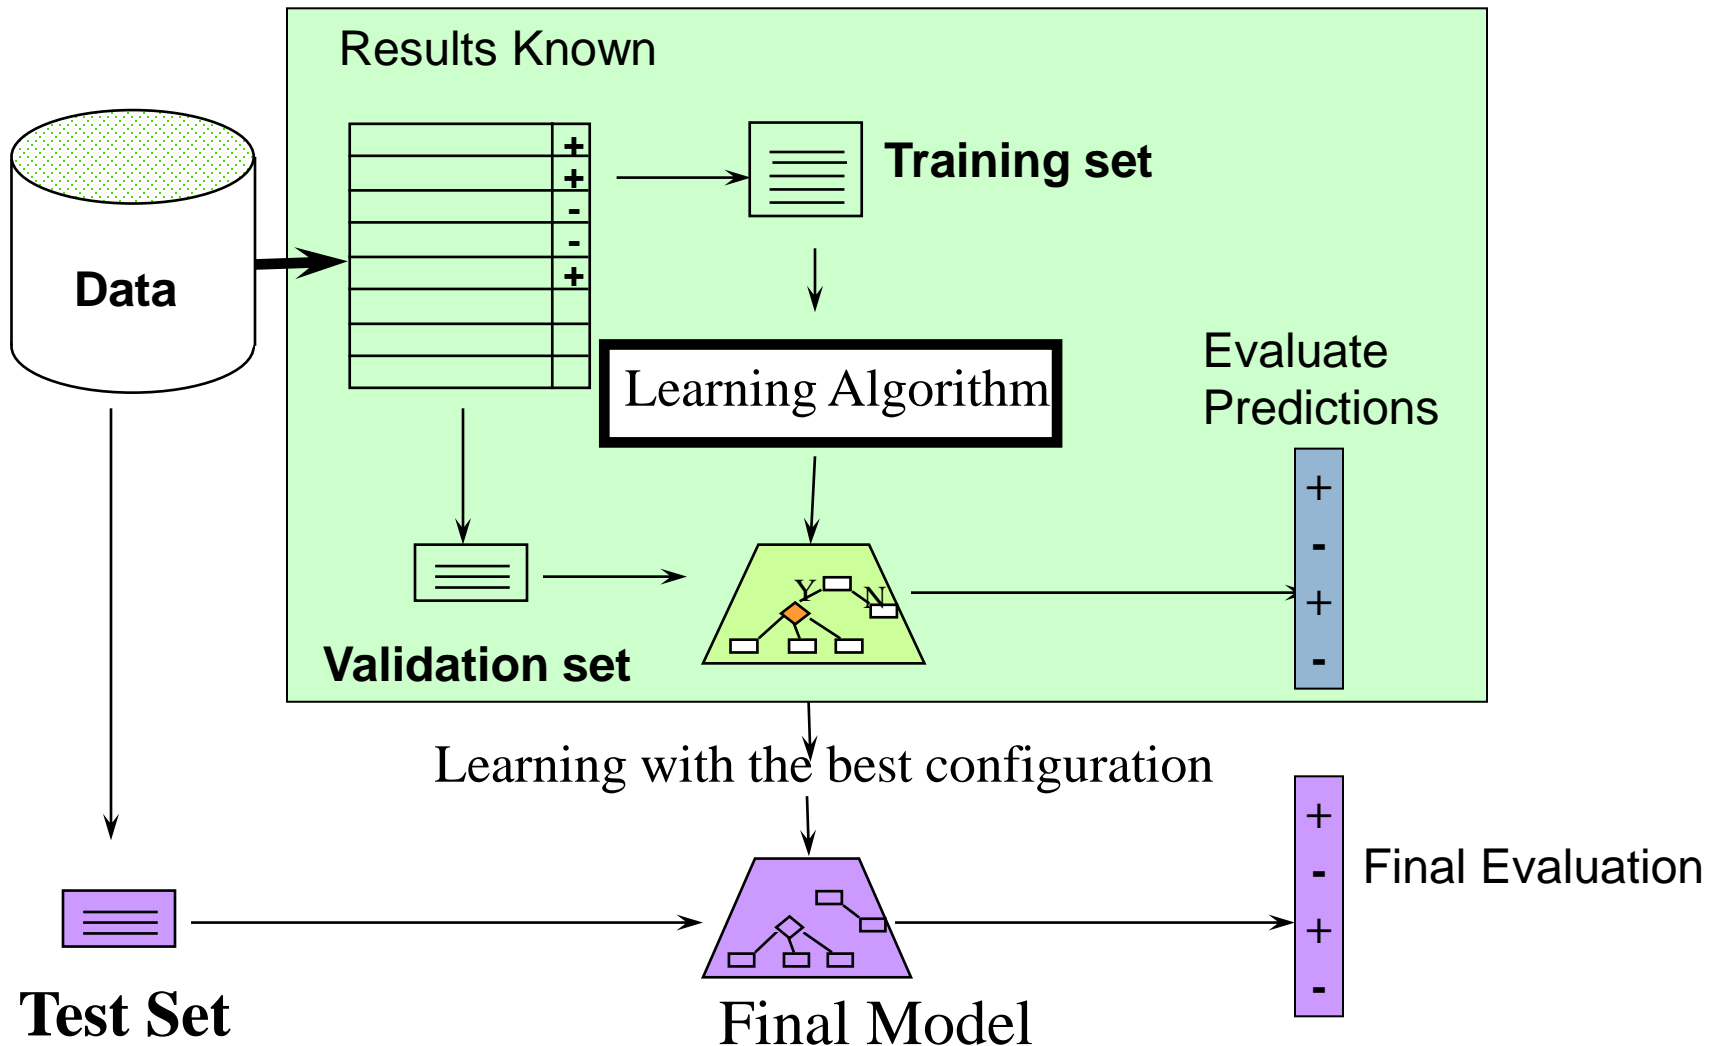 Results Known
+
+
-
-
+
Training set
Data
Learning Algorithm
Evaluate
Predictions
+
-
+
-
Y
N
Validation set
Learning with the best configuration
+
-
+
-
Final Evaluation
Test Set
Final Model